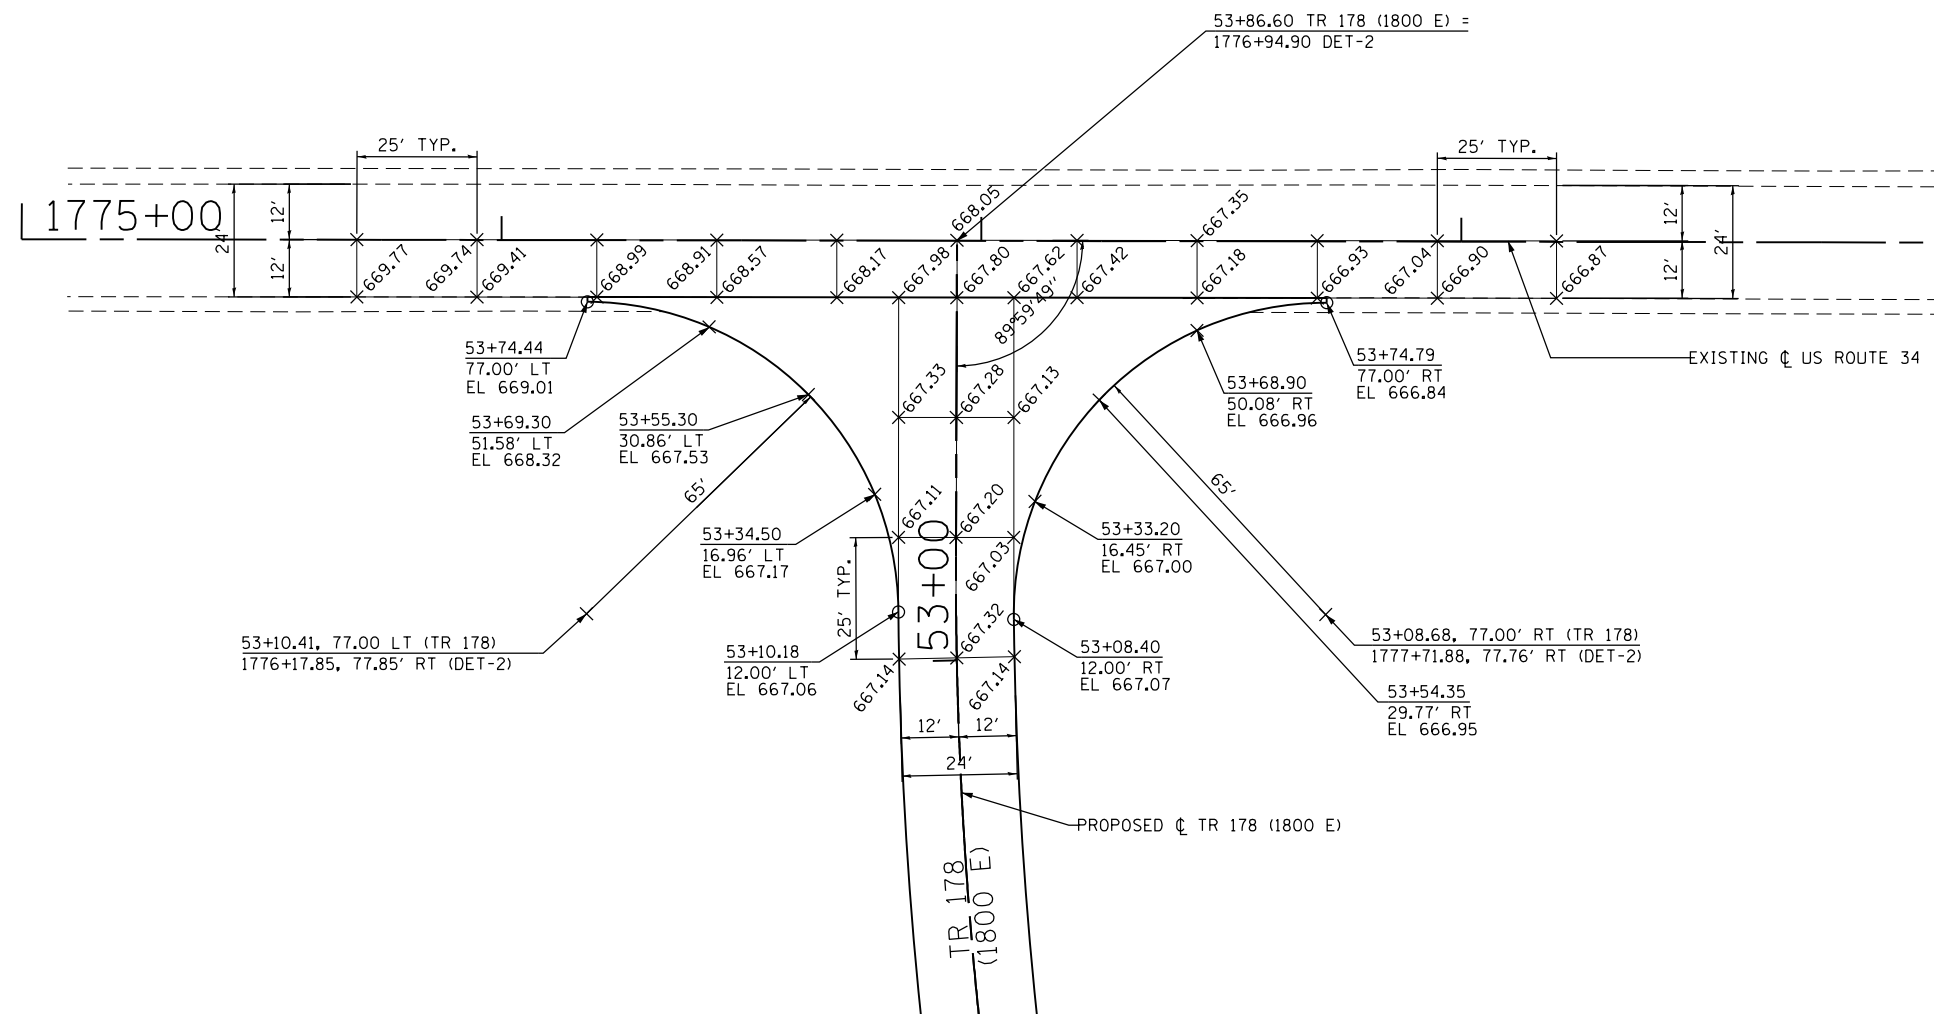 53+86.60 TR 178 (1800 E) =
1776+94.90 DET-2
25' TYP.
25' TYP.
1775+00
12'
24'
12'
12'
24'
12'
668.05
667.35
669.77
669.74
669.41
668.99
668.91
668.57
668.17
667.98
667.80
667.62
667.42
667.18
666.93
667.04
666.90
666.87
89°59'49"
EXISTING ℄ US ROUTE 34
53+74.44
77.00' LT
EL 669.01
53+74.79
77.00' RT
EL 666.84
53+69.30
51.58' LT
EL 668.32
53+55.30
30.86' LT
EL 667.53
53+68.90
50.08' RT
EL 666.96
667.33
667.28
667.13
65'
65'
667.11
667.20
667.03
53+34.50
16.96' LT
EL 667.17
53+33.20
16.45' RT
EL 667.00
25' TYP.
53+00
667.32
667.14
667.14
53+10.41, 77.00 LT (TR 178)
1776+17.85, 77.85' RT (DET-2)
53+10.18
12.00' LT
EL 667.06
53+08.40
12.00' RT
EL 667.07
53+08.68, 77.00' RT (TR 178)
1777+71.88, 77.76' RT (DET-2)
53+54.35
29.77' RT
EL 666.95
12'
12'
24'
PROPOSED ℄ TR 178 (1800 E)
TR 178
(1800 E)